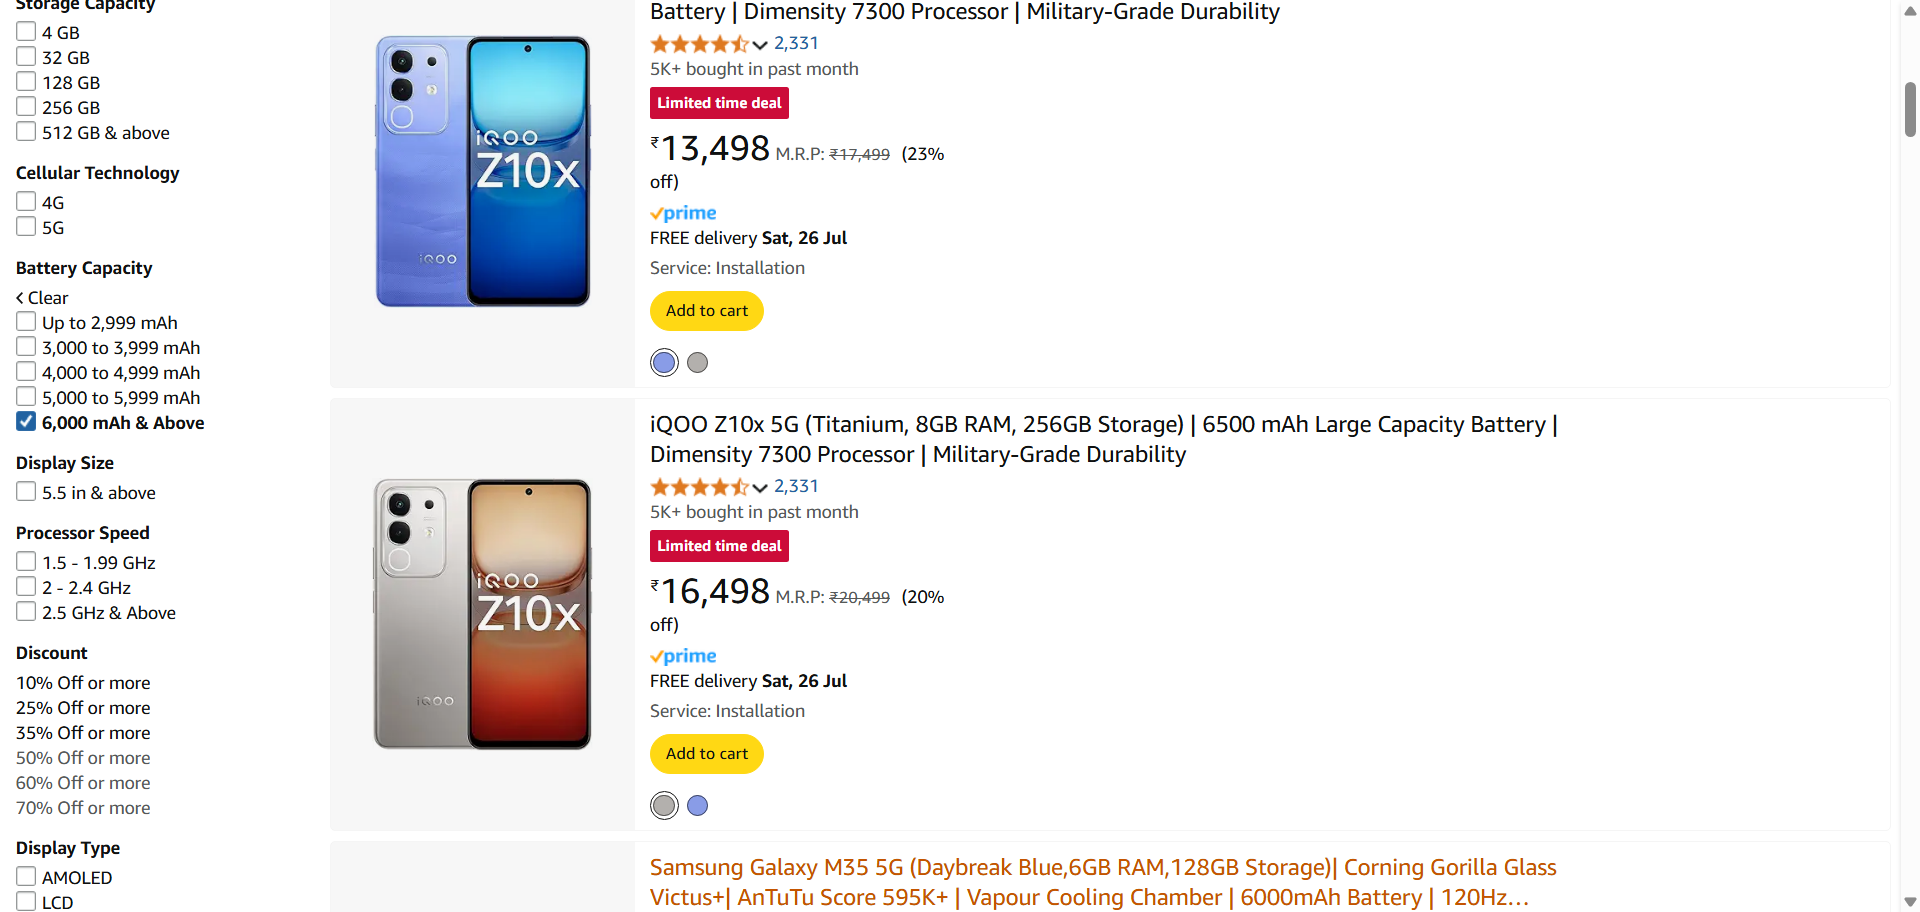 Storage Capacity
4 GB
32 GB
128 GB
256 GB
512 GB & above
Cellular Technology
4G
5G
Battery Capacity
Clear
Up to 2,999 mAh
3,000 to 3,999 mAh
4,000 to 4,999 mAh
5,000 to 5,999 mAh
6,000 mAh & Above
Display Size
5.5 in & above
Processor Speed
1.5 - 1.99 GHz
2 - 2.4 GHz
2.5 GHz & Above
Discount
10% Off or more
25% Off or more
35% Off or more
50% Off or more
60% Off or more
70% Off or more
Display Type
AMOLED
LCD
iQOO
Z10x
iQOO
Battery | Dimensity 7300 Processor | Military-Grade Durability
2,331
5K+ bought in past month
Limited time deal
₹13,498 M.R.P: ₹17,499 (23%
off)
prime
FREE delivery Sat, 26 Jul
Service: Installation
Add to cart
iQOO
Z10x
iQOO
iQOO Z10x 5G (Titanium, 8GB RAM, 256GB Storage) | 6500 mAh Large Capacity Battery |
Dimensity 7300 Processor | Military-Grade Durability
2,331
5K+ bought in past month
Limited time deal
₹16,498 M.R.P: ₹20,499 (20%
off)
prime
FREE delivery Sat, 26 Jul
Service: Installation
Add to cart
Samsung Galaxy M35 5G (Daybreak Blue,6GB RAM,128GB Storage)| Corning Gorilla Glass
Victus+| AnTuTu Score 595K+ | Vapour Cooling Chamber | 6000mAh Battery | 120Hz...